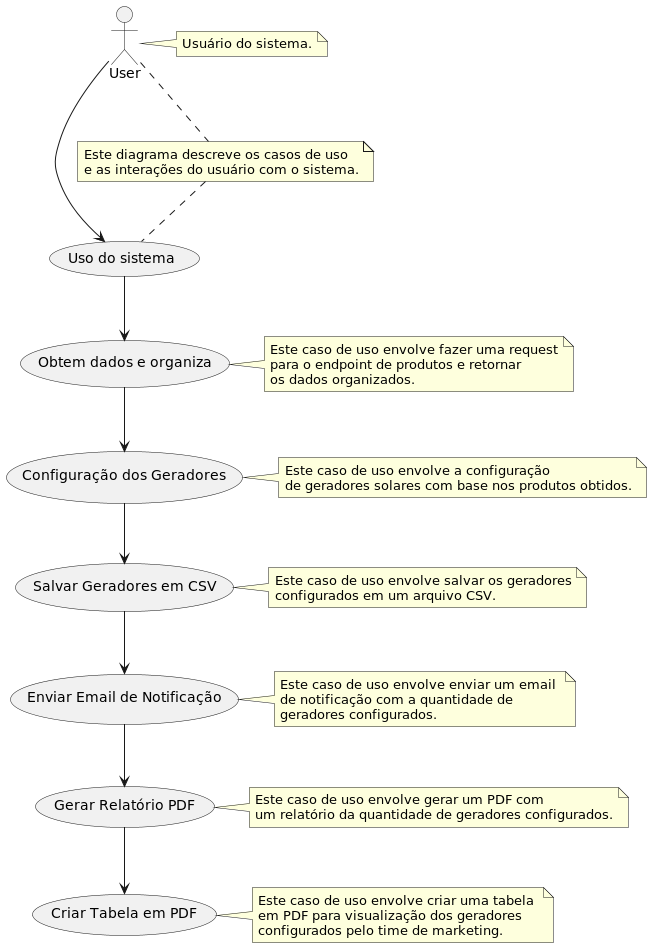 Usuário do sistema.
User
Este diagrama descreve os casos de uso
e as interações do usuário com o sistema.
Uso do sistema
Obtem dados e organiza
Este caso de uso envolve fazer uma request
para o endpoint de produtos e retornar
os dados organizados.
Configuração dos Geradores
Este caso de uso envolve a configuração
de geradores solares com base nos produtos obtidos.
Salvar Geradores em CSV
Este caso de uso envolve salvar os geradores
configurados em um arquivo CSV.
Enviar Email de Notificação
Este caso de uso envolve enviar um email
de notificação com a quantidade de
geradores configurados.
Gerar Relatório PDF
Este caso de uso envolve gerar um PDF com
um relatório da quantidade de geradores configurados.
Criar Tabela em PDF
Este caso de uso envolve criar uma tabela
em PDF para visualização dos geradores
configurados pelo time de marketing.